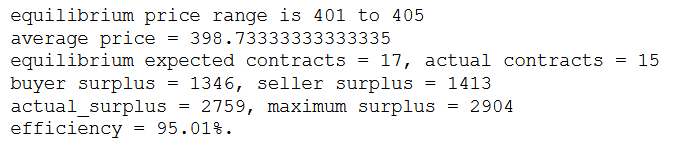 equilibrium price range is 401 to 405
average price = 398.73333333333335
equilibrium expected contracts = 17, actual contracts = 15
buyer surplus = 1346, seller surplus = 1413
actual_surplus = 2759, maximum surplus = 2904
efficiency = 95.01%.